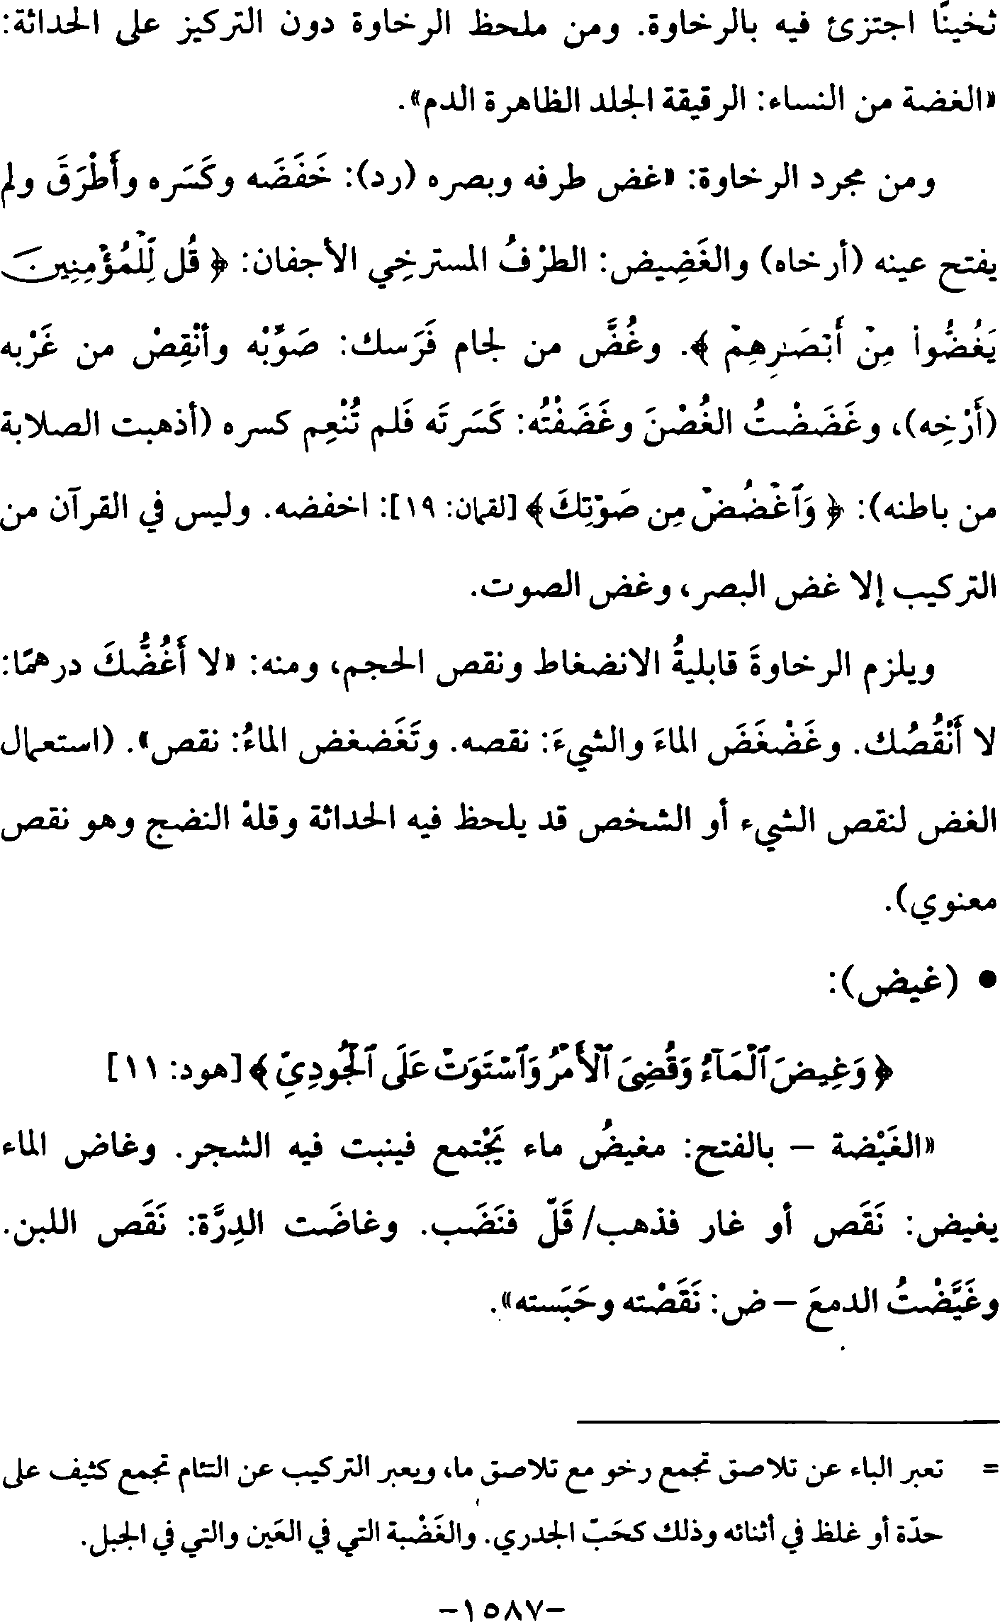 ثخينًا اجتزئ فيه بالرخاوة. ومن ملحظ الرخاوة دون التركيز على الحداثة:
«الغضة من النساء: الرقيقة الجلد الظاهرة الدم».
ومن مجرد الرخاوة: «غض طرفه وبصره (رد): خَفَضَه وكَسَره وأَطْرَقَ ولم
يفتح عينه (أرخاه) والغَضِيض: الطرْفُ المسترخِي الأجفان: ﴿ قُل لِّلْمُؤْمِنِينَ
يَغُضُّوا۟ مِنْ أَبْصَٰرِهِمْ ﴾. وغُضَّ من لجام فَرَسك: صَوِّبْه وأنْقِصْ من غَرْبه
(أَرْخِه)، وغَضَضْتُ الغُصْنَ وغَضَفْتُه: كَسَرتَه فَلم تُنْعِم كسره (أذهبت الصلابة
من باطنه): ﴿ وَٱغْضُضْ مِن صَوْتِكَ﴾ [لقمان: ١٩]: اخفضه. وليس في القرآن من
التركيب إلا غض البصر، وغض الصوت.
ويلزم الرخاوةَ قابليةُ الانضغاط ونقص الحجم، ومنه: «لا أَغُضُّكَ درهمًا:
لا أَنْقُصُك. وغَضْغَضَ الماءَ والشيءَ: نقصه. وتَغَضغض الماءُ: نقص». (استعمال
الغض لنقص الشيء أو الشخص قد يلحظ فيه الحداثة وقلة النضج وهو نقص
معنوي).
• (غيض):
﴿ وَغِيضَ ٱلْمَآءُ وَقُضِىَ ٱلْأَمْرُ وَٱسْتَوَتْ عَلَى ٱلْجُودِىِّ ﴾ [هود: ١١]
«الغَيْضة – بالفتح: مغيضُ ماء يَجْتمع فينبت فيه الشجر. وغاض الماء
يغيض: نَقَص أو غار فذهب/ قَلّ فنَضَب. وغاضَت الدِرَّة: نَقَص اللبن.
وغَيَّضْتُ الدمعَ – ض: نَقَصْته وحَبَسته».
= تعبر الباء عن تلاصق تجمع رخو مع تلاصق ما، ويعبر التركيب عن التئام تجمع كثيف على
حدّة أو غلظ في أثنائه وذلك كحَبّ الجدري. والغَضْبة التي في العَين والتي في الجبل.
-١٥٨٧-